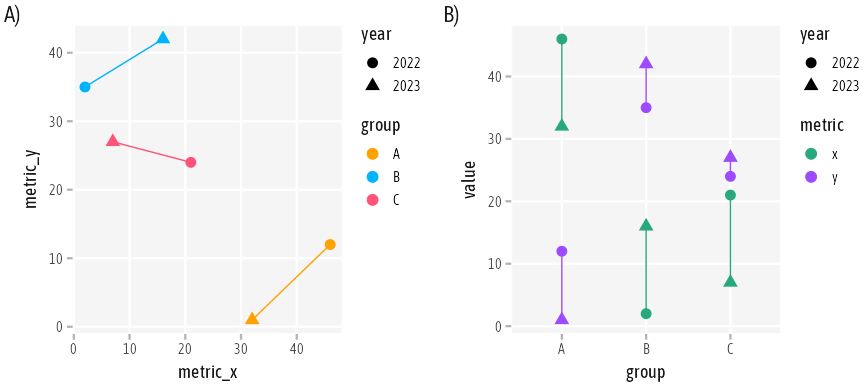 A)
metric_y
40
30
20
10
0
0 10 20 30 40
metric_x
year
2022
2023
group
A
B
C
B)
value
40
30
20
10
0
A B C
group
year
2022
2023
metric
x
y